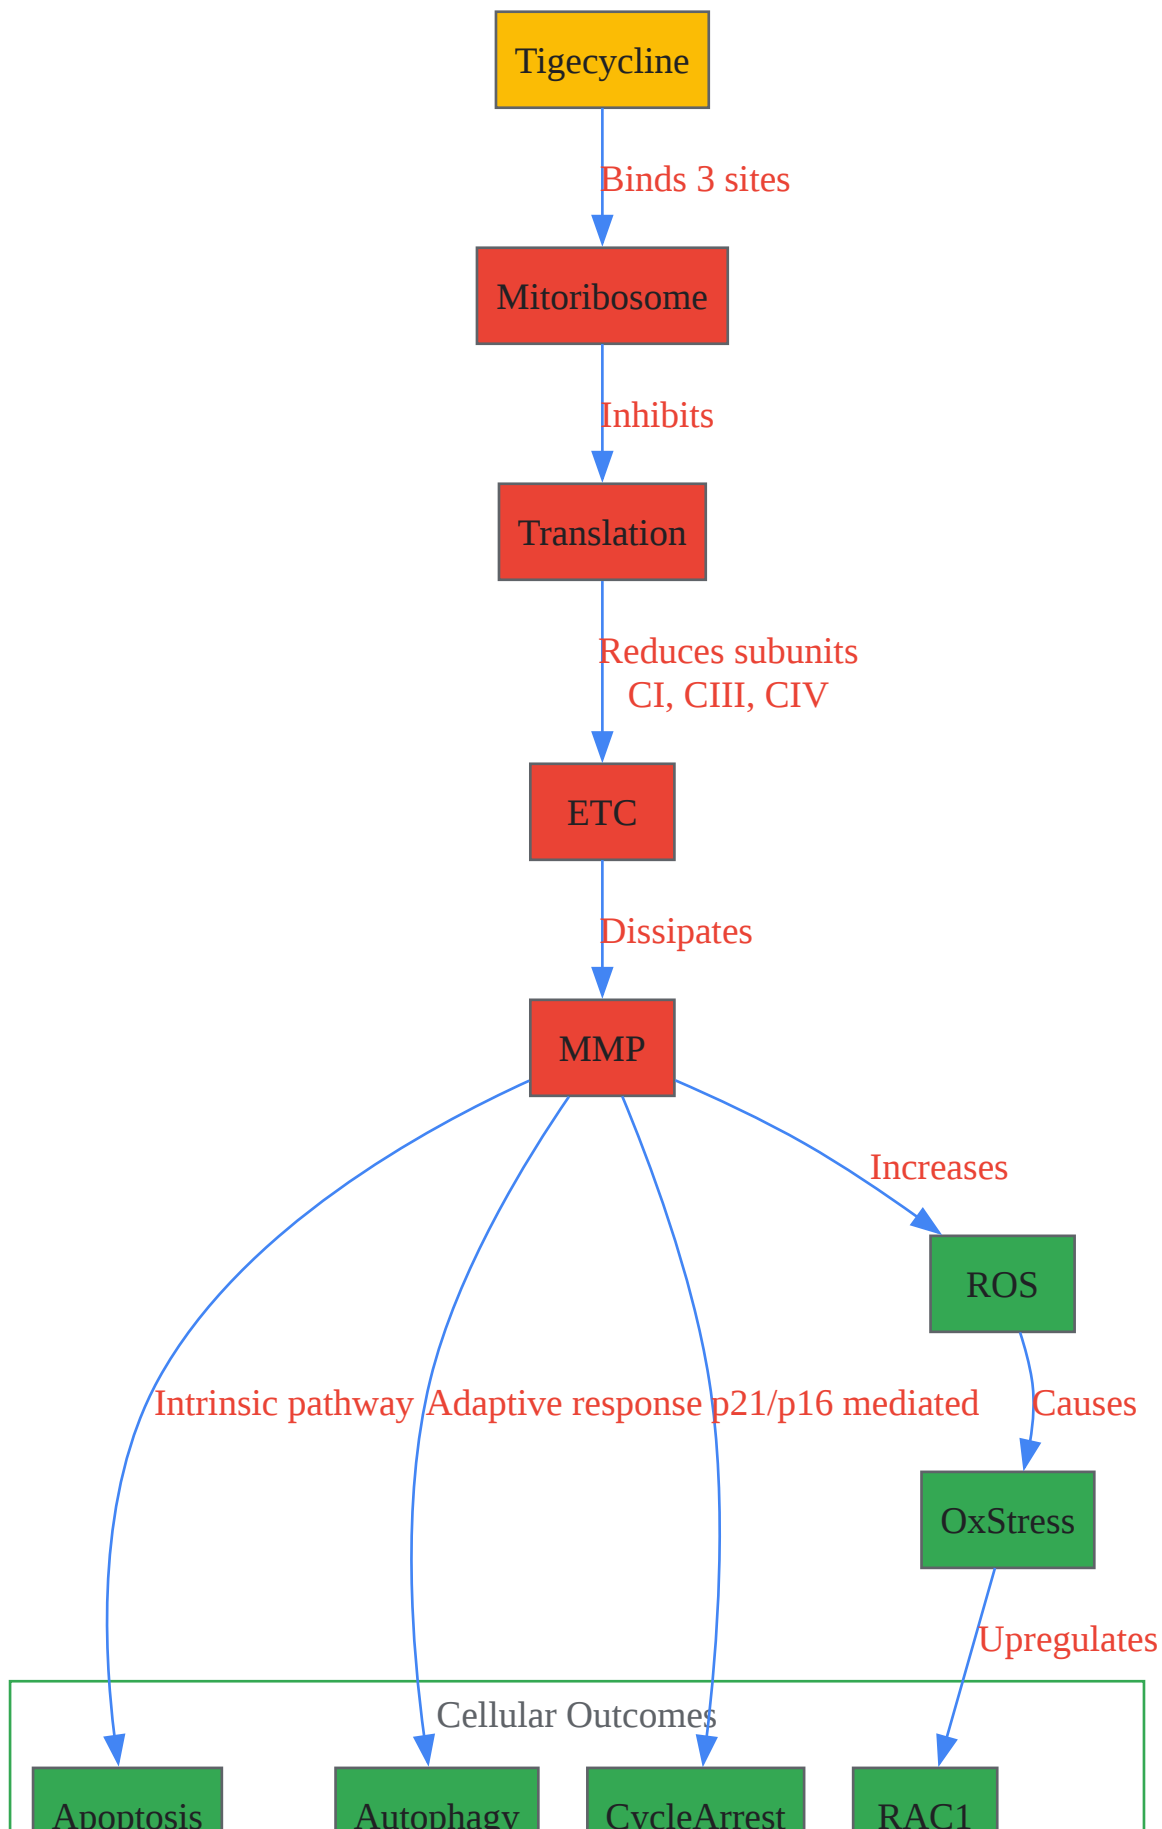 Tigecycline
Binds 3 sites
Mitoribosome
Inhibits
Translation
Reduces subunits
CI, CIII, CIV
ETC
Dissipates
MMP
Increases
ROS
Intrinsic pathway
Adaptive response
p21/p16 mediated
Causes
OxStress
Upregulates
Cellular Outcomes
Apoptosis
Autophagy
CycleArrest
RAC1